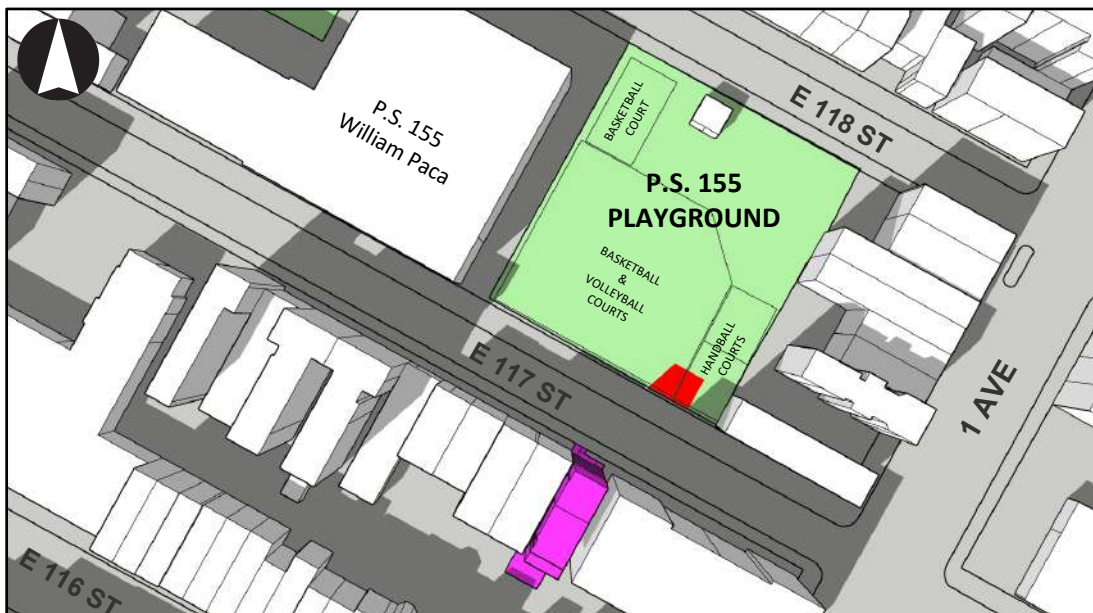 P.S. 155
William Paca
BASKETBALL
COURT
E 118 ST
P.S. 155
PLAYGROUND
BASKETBALL
&
VOLLEYBALL
COURTS
HANDBALL
COURTS
E 117 ST
1 AVE
E 116 ST